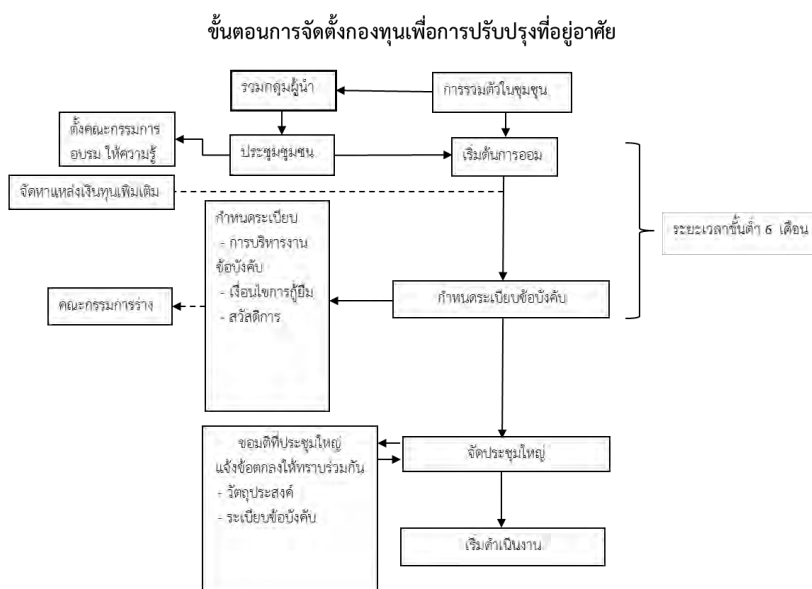 ขั้นตอนการจัดตั้งกองทุนเพื่อการปรับปรุงที่อยู่อาศัย
รวมกลุ่มผู้นำ
การรวมตัวในชุมชุน
ตั้งคณะกรรมการ
อบรม ให้ความรู้
ประชุมชุมชน
เริ่มต้นการออม
จัดหาแหล่งเงินทุนเพิ่มเติม
ระยะเวลาขั้นต่ำ 6 เดือน
กำหนดระเบียบ
- การบริหารงาน
ข้อบังคับ
- เงื่อนไขการกู้ยืม
- สวัสดิการ
คณะกรรมการร่าง
กำหนดระเบียบข้อบังคับ
ขอมติที่ประชุมใหญ่
แจ้งข้อตกลงให้ทราบร่วมกัน
- วัตถุประสงค์
- ระเบียบข้อบังคับ
จัดประชุมใหญ่
เริ่มดำเนินงาน